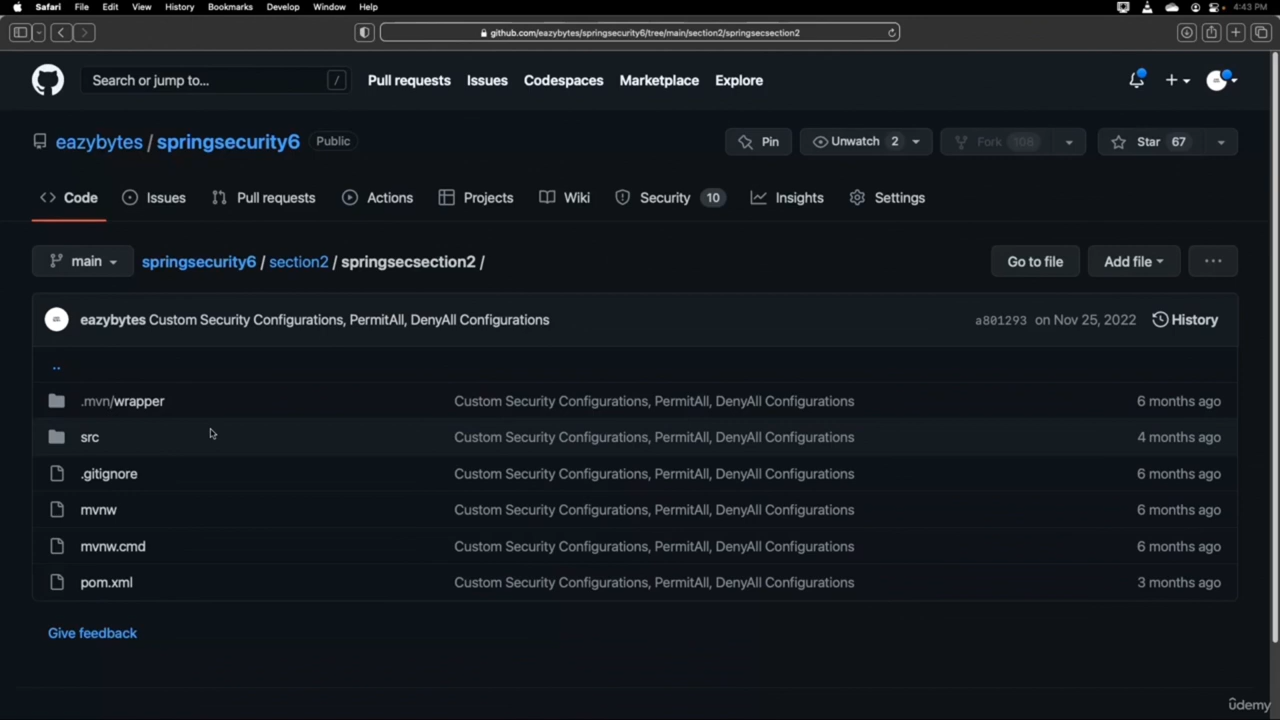 Safari File Edit View History Bookmarks Develop Window Help 4:43 PM
github.com/eazybytes/springsecurity6/tree/main/section2/springsecsection2
Search or jump to... / Pull requests Issues Codespaces Marketplace Explore
eazybytes / springsecurity6 Public Pin Unwatch 2 Fork 108 Star 67
Code Issues Pull requests Actions Projects Wiki Security 10 Insights Settings
main springsecurity6 / section2 / springsecsection2 / Go to file Add file ...
eazybytes Custom Security Configurations, PermitAll, DenyAll Configurations a801293 on Nov 25, 2022 History
..
.mvn/wrapper Custom Security Configurations, PermitAll, DenyAll Configurations 6 months ago
src Custom Security Configurations, PermitAll, DenyAll Configurations 4 months ago
.gitignore Custom Security Configurations, PermitAll, DenyAll Configurations 6 months ago
mvnw Custom Security Configurations, PermitAll, DenyAll Configurations 6 months ago
mvnw.cmd Custom Security Configurations, PermitAll, DenyAll Configurations 6 months ago
pom.xml Custom Security Configurations, PermitAll, DenyAll Configurations 3 months ago
Give feedback
ûdemy